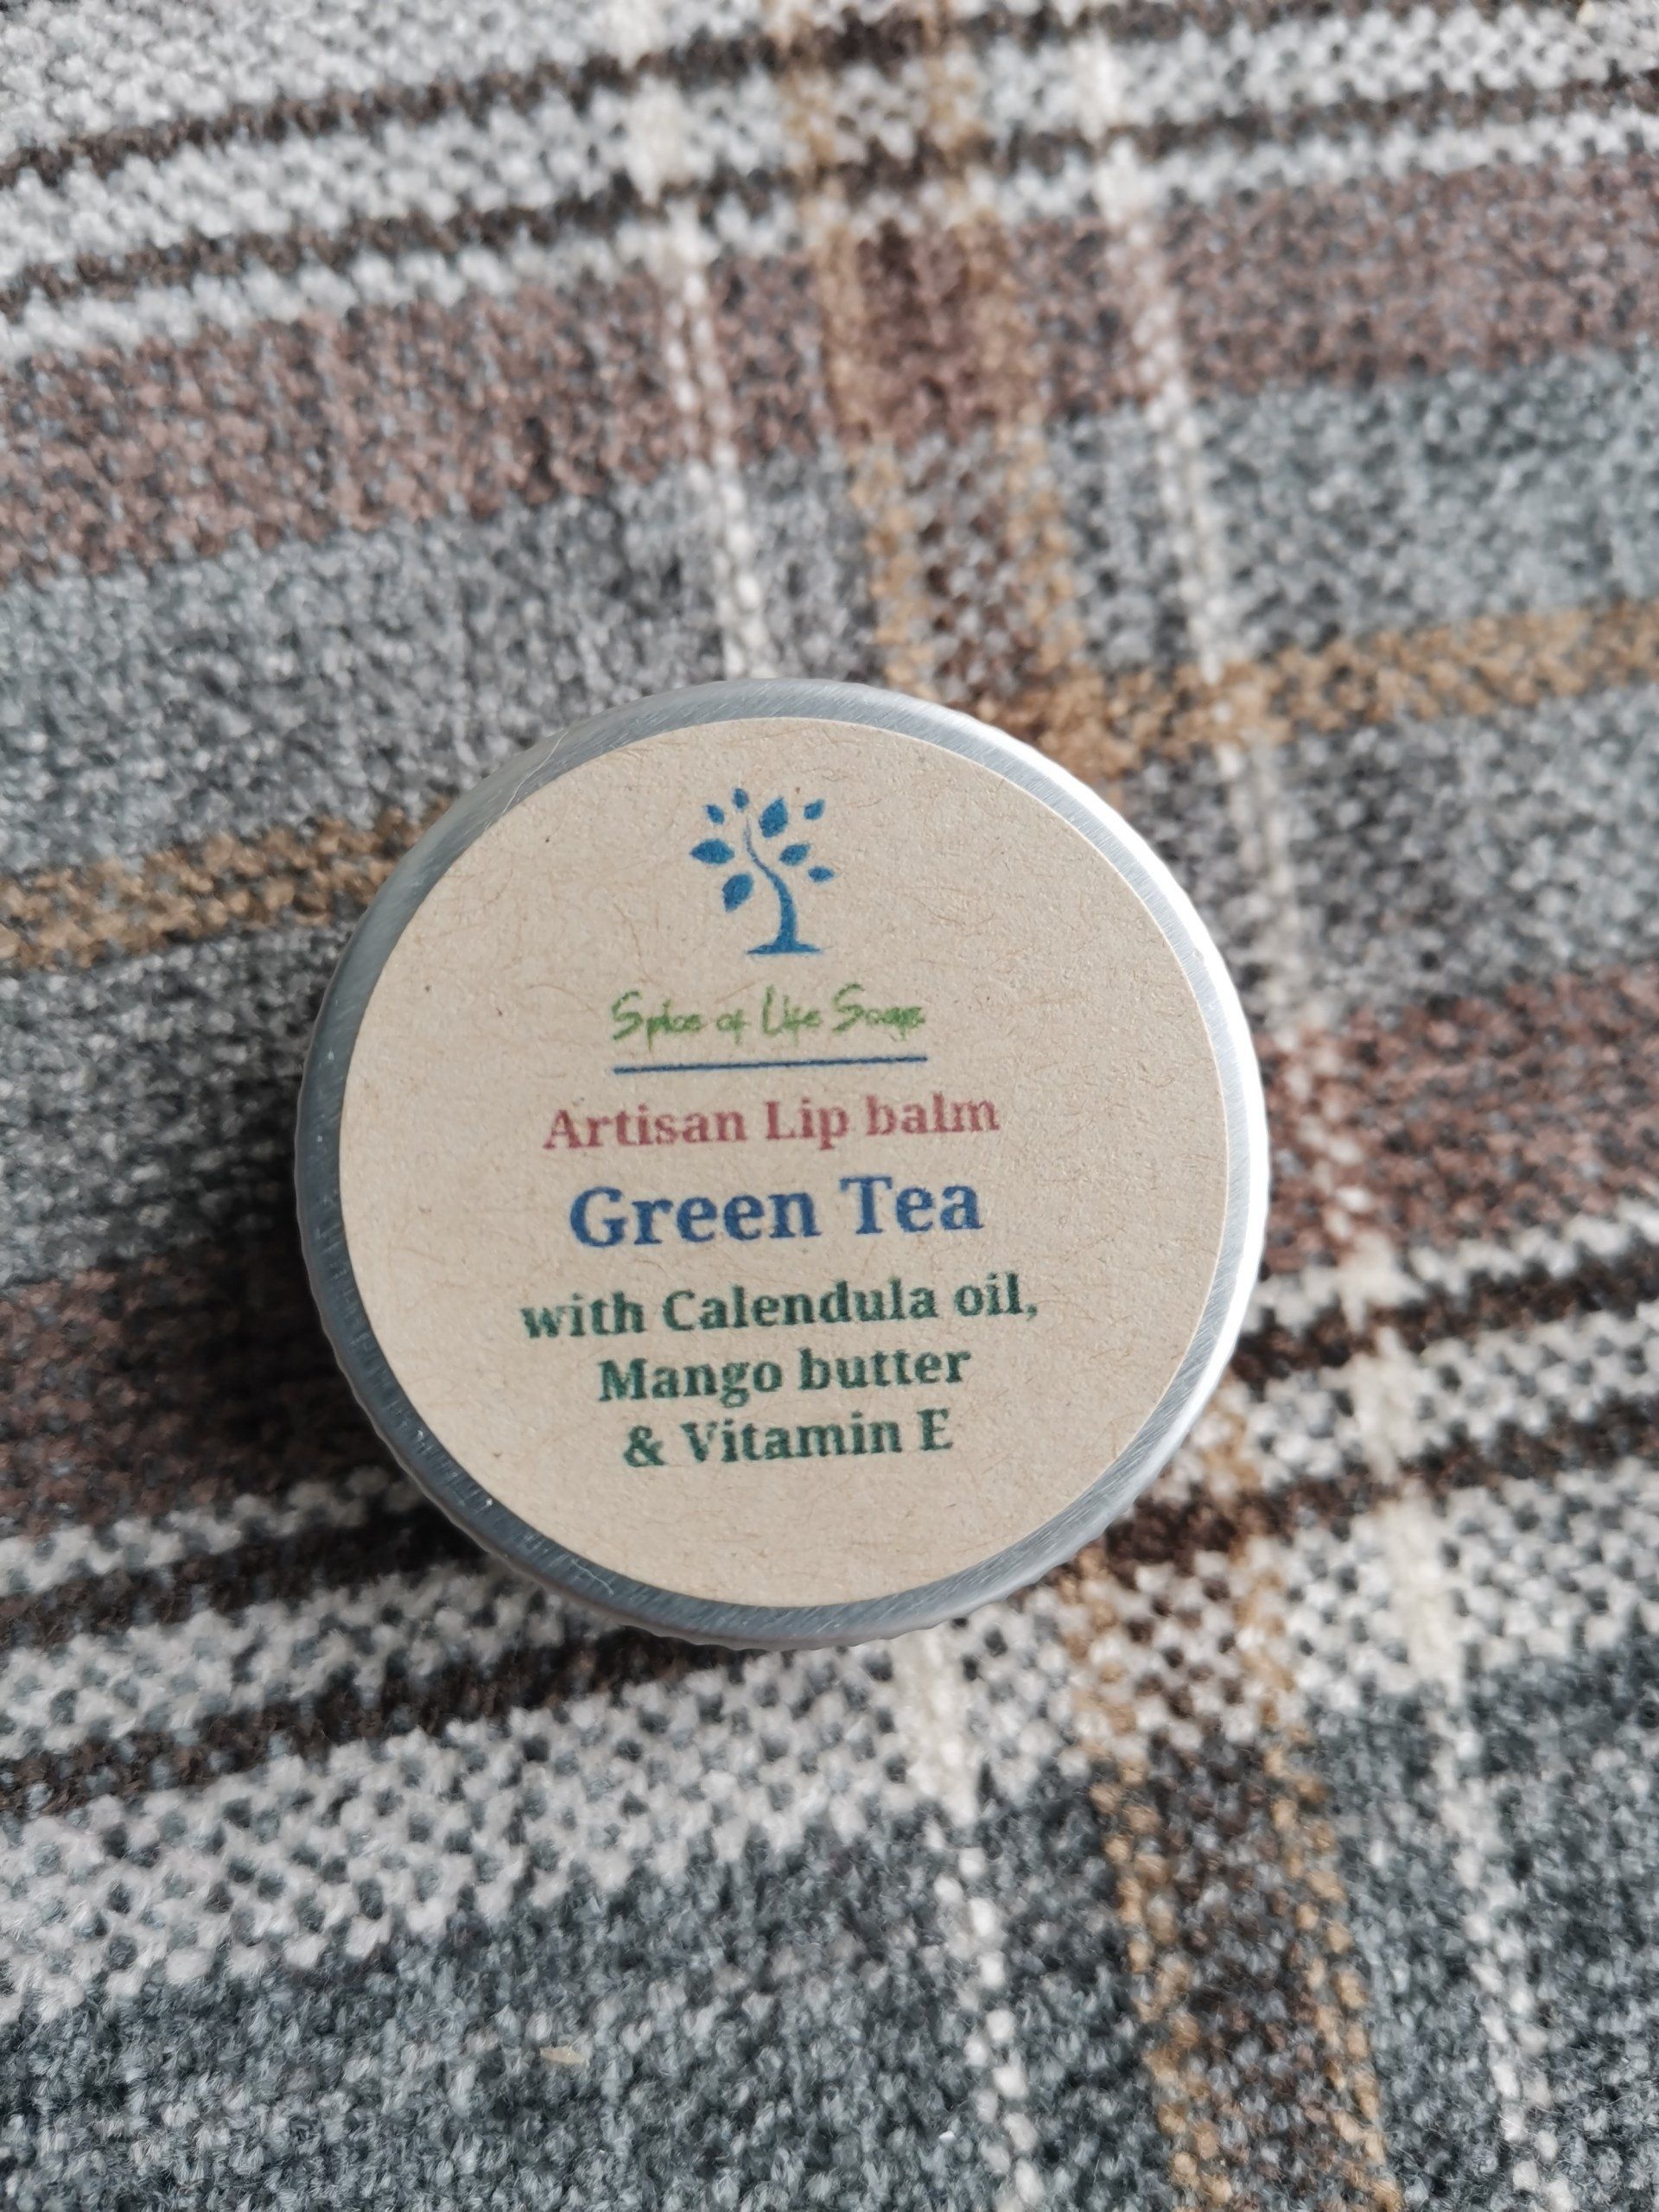 Spice of Life Soaps
Artisan Lip balm
Green Tea
with Calendula oil,
Mango butter
& Vitamin E